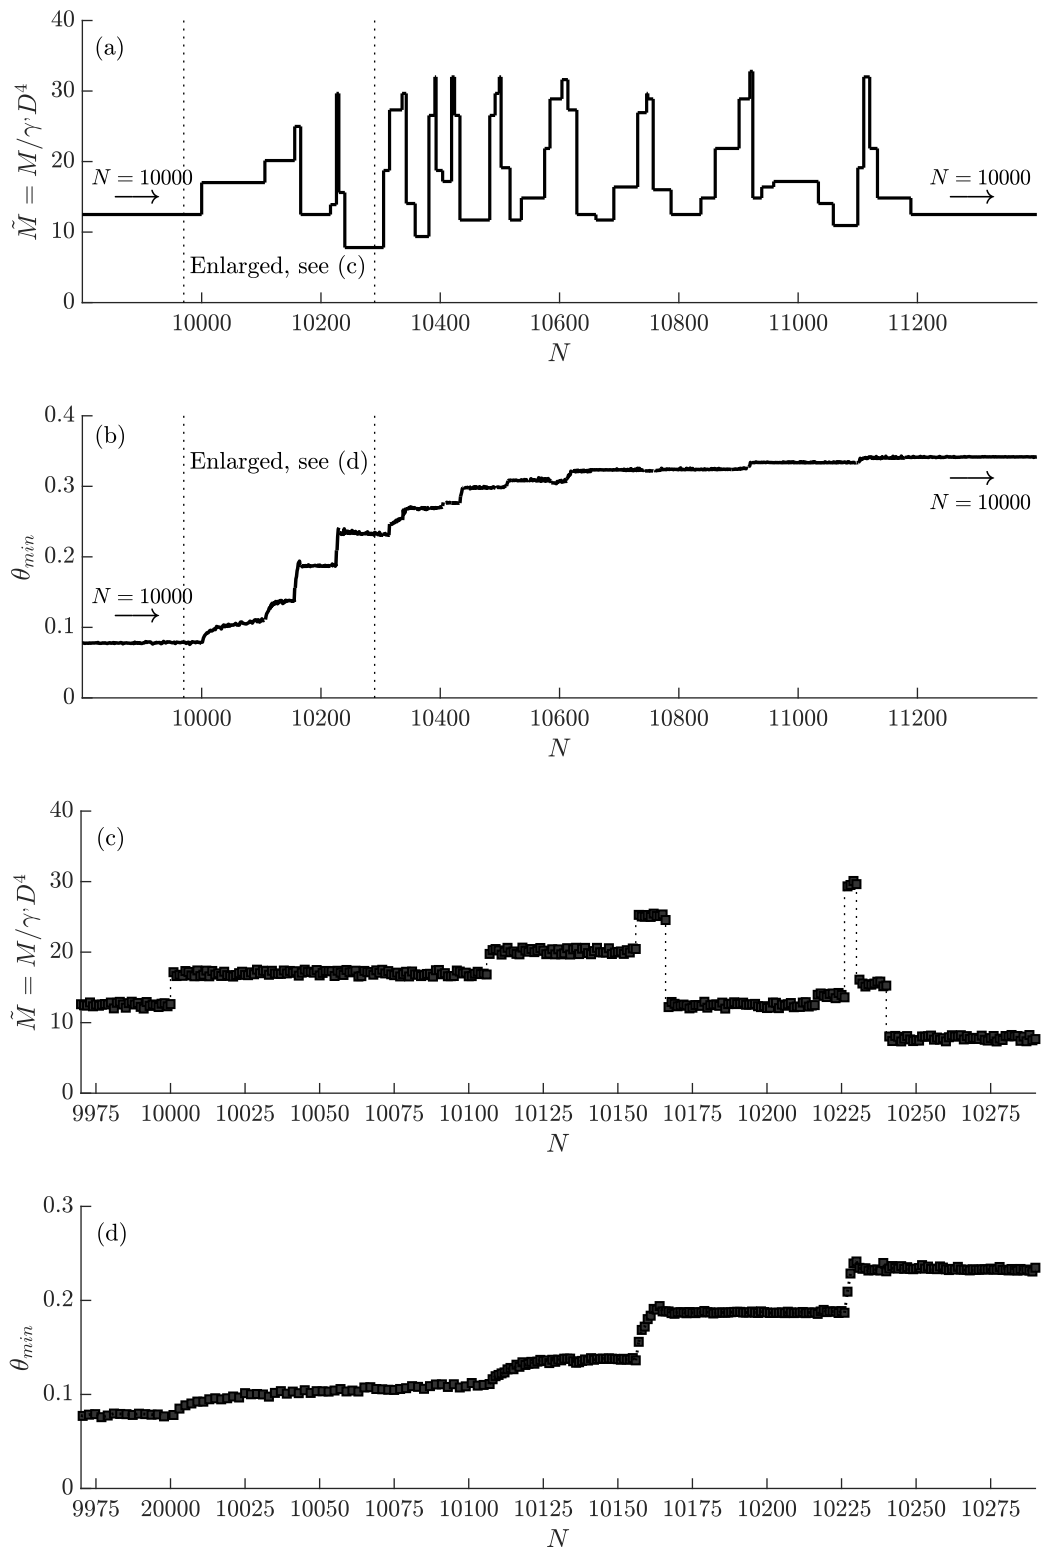 (a)
M̃ = M/γ'D⁴
40
30
20
10
0
N = 10000
N = 10000
Enlarged, see (c)
10000 10200 10400 10600 10800 11000 11200
N
(b)
θmin
0.4
0.3
0.2
0.1
0
Enlarged, see (d)
N = 10000
N = 10000
10000 10200 10400 10600 10800 11000 11200
N
(c)
M̃ = M/γ'D⁴
40
30
20
10
0
9975 10000 10025 10050 10075 10100 10125 10150 10175 10200 10225 10250 10275
N
(d)
θmin
0.3
0.2
0.1
0
9975 20000 10025 10050 10075 10100 10125 10150 10175 10200 10225 10250 10275
N